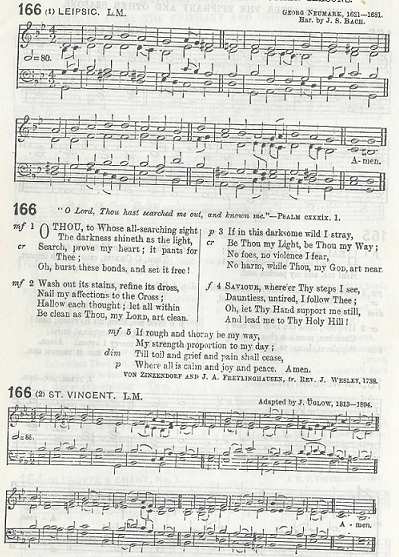 166 (1) LEIPSIC. L.M.
GEORG NEUMARK, 1621—1681.
Har. by J. S. BACH.
=80.
A-men.
166
"O Lord, Thou hast searched me out, and known me."—PSALM cxxxix. 1.
mf 1 O THOU, to Whose all-searching sight
The darkness shineth as the light,
cr Search, prove my heart; it pants for
Thee;
Oh, burst these bonds, and set it free!
mf 2 Wash out its stains, refine its dross,
Nail my affections to the Cross;
Hallow each thought; let all within
Be clean as Thou, my LORD, art clean.
p 3 If in this darksome wild I stray,
cr Be Thou my Light, be Thou my Way;
No foes, no violence I fear,
No harm, while Thou, my GOD, art near
f 4 SAVIOUR, where'er Thy steps I see,
Dauntless, untired, I follow Thee;
Oh, let Thy Hand support me still,
And lead me to Thy Holy Hill!
mf 5 If rough and thorny be my way,
My strength proportion to my day;
dim Till toil and grief and pain shall cease,
p Where all is calm and joy and peace. Amen.
VON ZINZENDORF AND J. A. FREYLINGHAUSEN, tr. REV. J. WESLEY, 1738.
166 (2) ST. VINCENT. L.M.
Adapted by J. UGLOW, 1813—1894.
A-men.